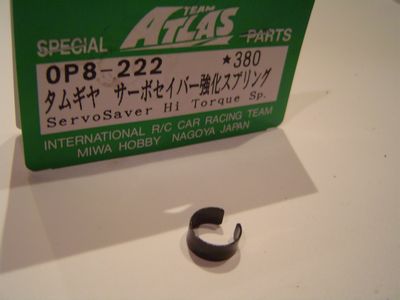 TEAM
SPECIAL ATLAS PARTS
OP8-222 ★380
タムギヤ サーボセイバー強化スプリング
ServoSaver Hi Torque Sp.
INTERNATIONAL R/C CAR RACING TEAM
MIWA HOBBY NAGOYA JAPAN